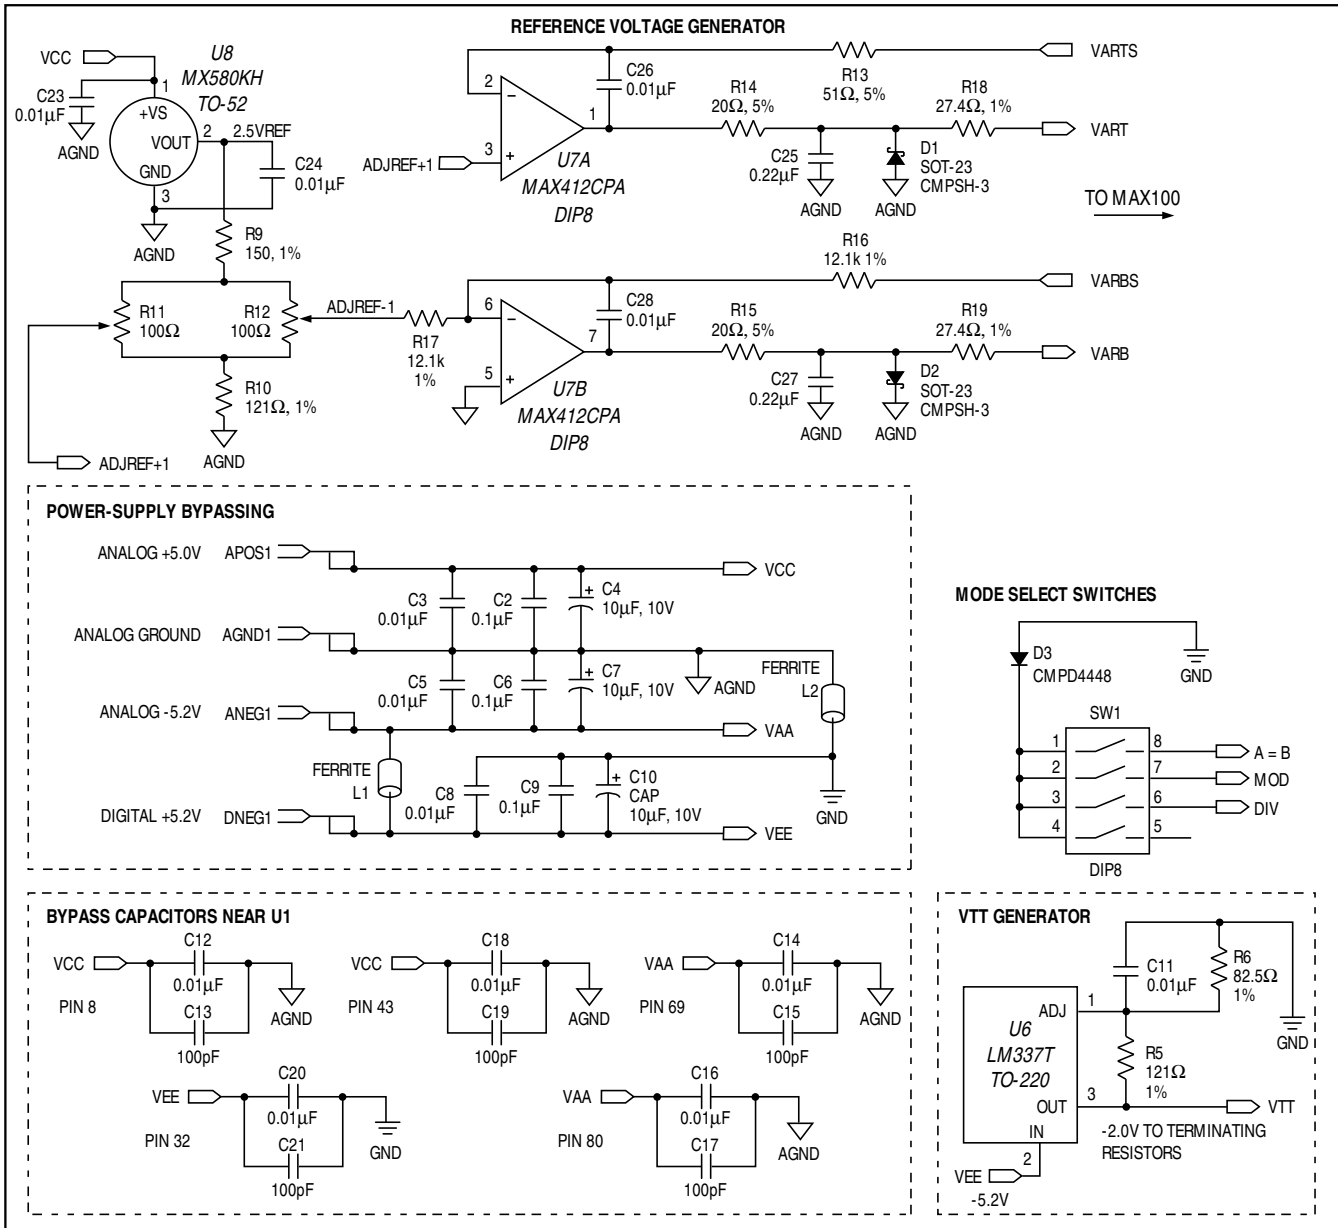 REFERENCE VOLTAGE GENERATOR
VCC
U8
MX580KH
TO-52
1
C23
0.01µF
AGND
+VS
VOUT
GND
2
2.5VREF
3
C24
0.01µF
AGND
R9
150, 1%
R11
100Ω
R12
100Ω
ADJREF-1
R10
121Ω, 1%
AGND
ADJREF+1
2
−
3
+
1
ADJREF+1
U7A
MAX412CPA
DIP8
C26
0.01µF
R13
51Ω, 5%
VARTS
R14
20Ω, 5%
R18
27.4Ω, 1%
VART
C25
0.22µF
AGND
D1
SOT-23
CMPSH-3
AGND
TO MAX100
R17
12.1k
1%
6
−
5
+
7
U7B
MAX412CPA
DIP8
C28
0.01µF
R16
12.1k 1%
VARBS
R15
20Ω, 5%
R19
27.4Ω, 1%
VARB
C27
0.22µF
AGND
D2
SOT-23
CMPSH-3
AGND
POWER-SUPPLY BYPASSING
ANALOG +5.0V APOS1
VCC
C3
0.01µF
C2
0.1µF
+ C4
10µF, 10V
ANALOG GROUND AGND1
C5
0.01µF
C6
0.1µF
+ C7
10µF, 10V
AGND
FERRITE
L2
ANALOG -5.2V ANEG1
VAA
FERRITE
L1
C8
0.01µF
C9
0.1µF
+ C10
CAP
10µF, 10V
GND
DIGITAL +5.2V DNEG1
VEE
MODE SELECT SWITCHES
D3
CMPD4448
GND
SW1
1 8 A = B
2 7 MOD
3 6 DIV
4 5
DIP8
BYPASS CAPACITORS NEAR U1
VCC
PIN 8
C12
0.01µF
C13
100pF
AGND
VCC
PIN 43
C18
0.01µF
C19
100pF
AGND
VAA
PIN 69
C14
0.01µF
C15
100pF
AGND
VEE
PIN 32
C20
0.01µF
C21
100pF
GND
VAA
PIN 80
C16
0.01µF
C17
100pF
AGND
VTT GENERATOR
C11
0.01µF
R6
82.5Ω
1%
GND
ADJ
1
U6
LM337T
TO-220
R5
121Ω
1%
OUT
3
VTT
IN
2
-2.0V TO TERMINATING
RESISTORS
VEE
-5.2V